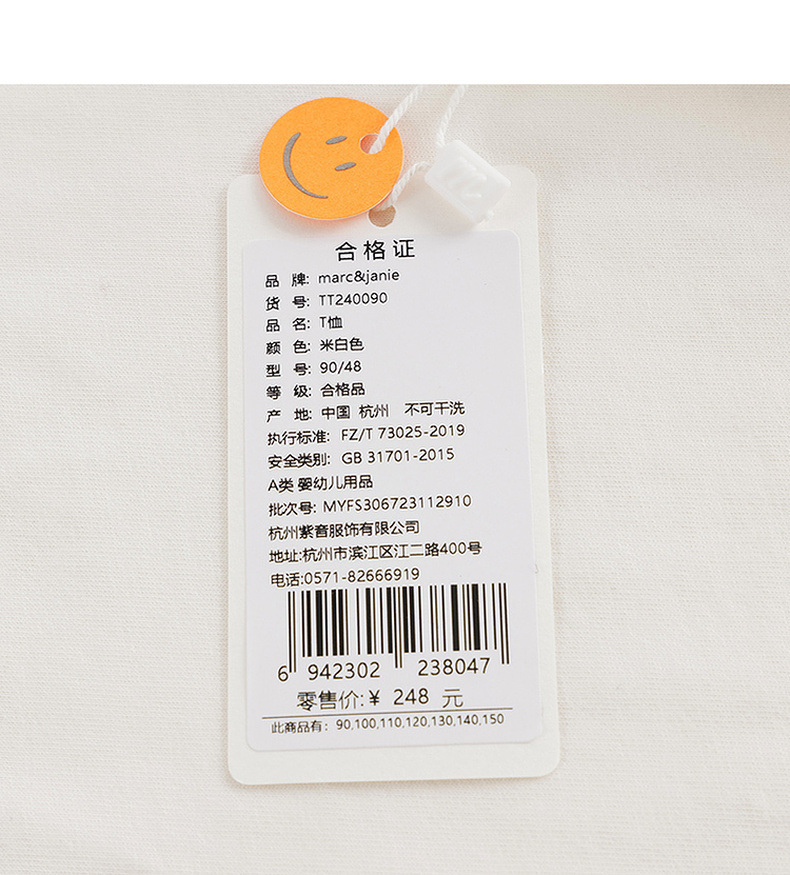 合格证
品 牌: marc&janie
货 号: TT240090
品 名: T恤
颜 色: 米白色
型 号: 90/48
等 级: 合格品
产 地: 中国 杭州 不可干洗
执行标准: FZ/T 73025-2019
安全类别: GB 31701-2015
A类 婴幼儿用品
批次号: MYFS306723112910
杭州紫音服饰有限公司
地址:杭州市滨江区江二路400号
电话:0571-82666919
6 942302 238047
零售价:¥ 248 元
此商品有: 90,100,110,120,130,140,150